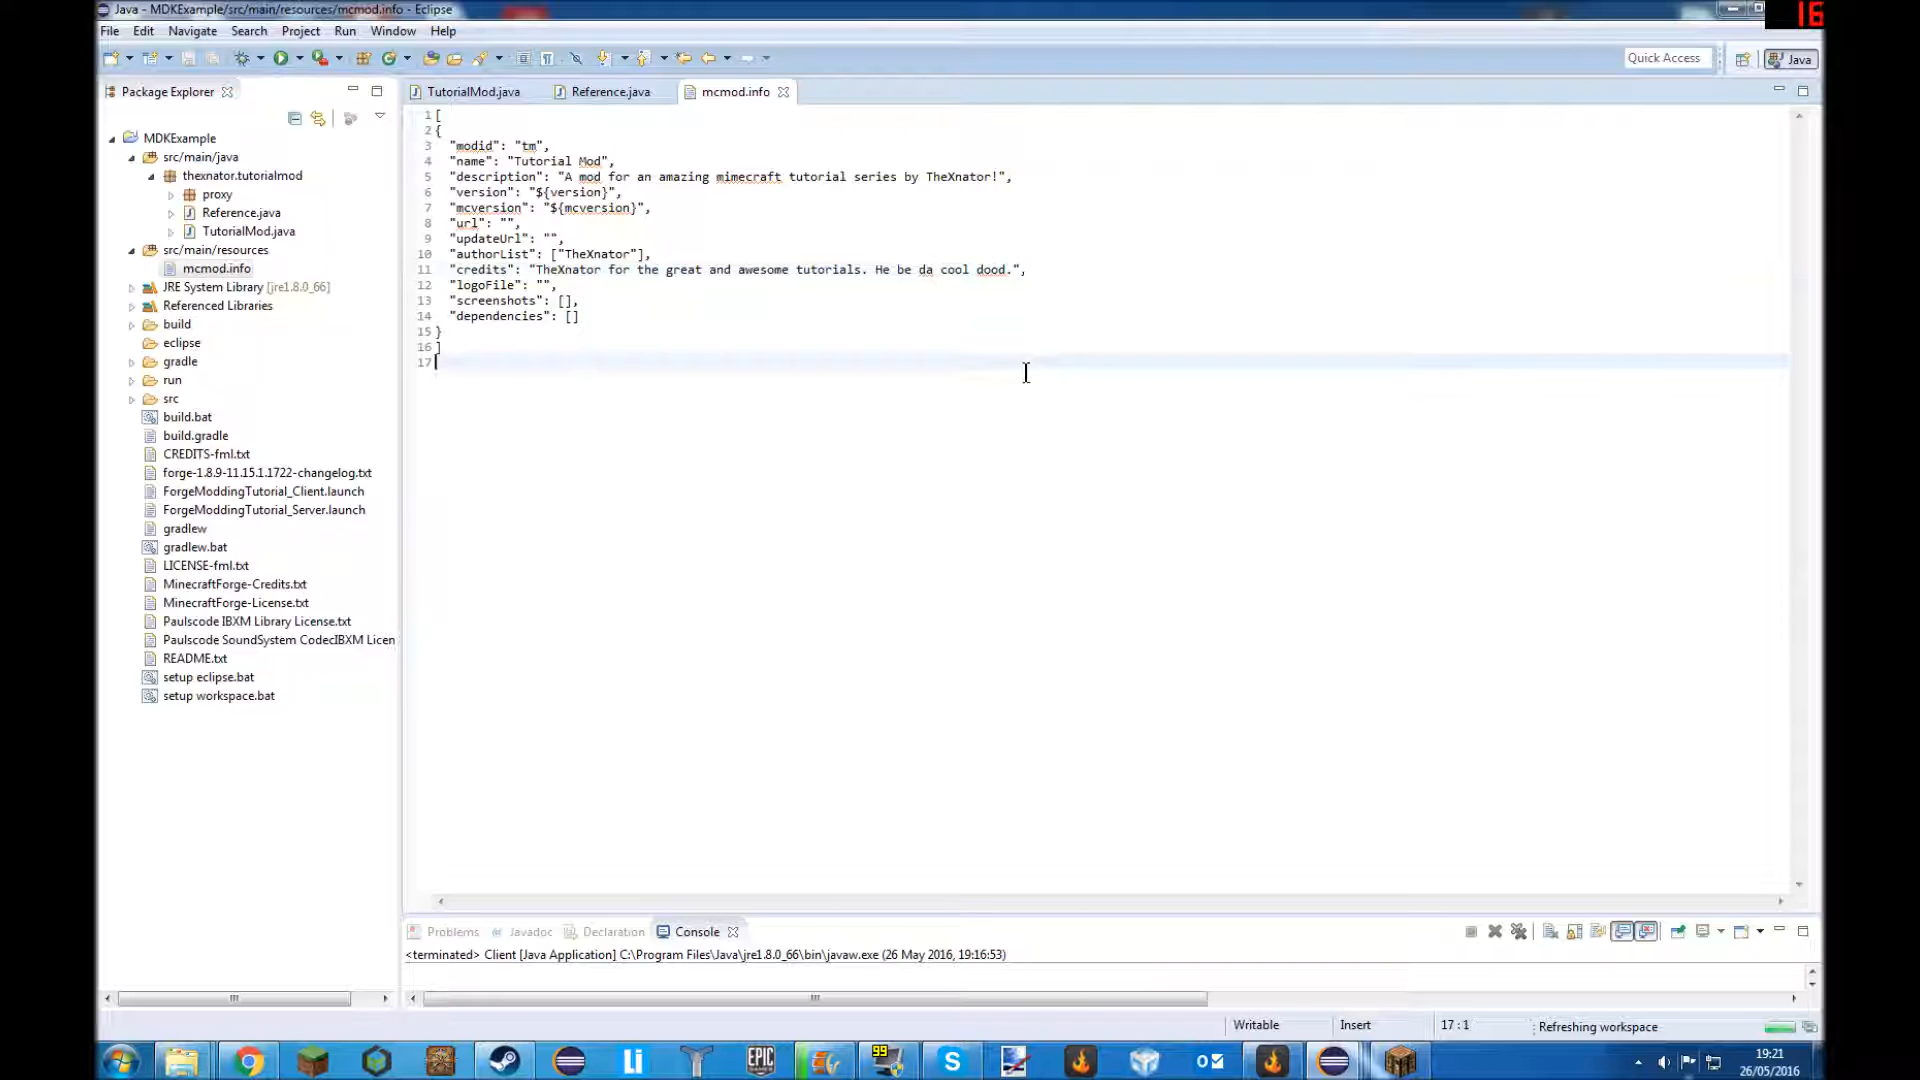 Java - MDKExample/src/main/resources/mcmod.info - Eclipse
16
File Edit Navigate Search Project Run Window Help
Quick Access
Java
Package Explorer
TutorialMod.java
Reference.java
mcmod.info
MDKExample
src/main/java
thexnator.tutorialmod
proxy
Reference.java
TutorialMod.java
src/main/resources
mcmod.info
JRE System Library [jre1.8.0_66]
Referenced Libraries
build
eclipse
gradle
run
src
build.bat
build.gradle
CREDITS-fml.txt
forge-1.8.9-11.15.1.1722-changelog.txt
ForgeModdingTutorial_Client.launch
ForgeModdingTutorial_Server.launch
gradlew
gradlew.bat
LICENSE-fml.txt
MinecraftForge-Credits.txt
MinecraftForge-License.txt
Paulscode IBXM Library License.txt
Paulscode SoundSystem CodecIBXM Licen
README.txt
setup eclipse.bat
setup workspace.bat
1 [
2 {
3 "modid": "tm",
4 "name": "Tutorial Mod",
5 "description": "A mod for an amazing mimecraft tutorial series by TheXnator!",
6 "version": "${version}",
7 "mcversion": "${mcversion}",
8 "url": "",
9 "updateUrl": "",
10 "authorList": ["TheXnator"],
11 "credits": "TheXnator for the great and awesome tutorials. He be da cool dood.",
12 "logoFile": "",
13 "screenshots": [],
14 "dependencies": []
15 }
16 ]
17
Problems Javadoc Declaration Console
<terminated> Client [Java Application] C:\Program Files\Java\jre1.8.0_66\bin\javaw.exe (26 May 2016, 19:16:53)
Writable Insert 17 : 1 Refreshing workspace
Li
EPIC
GAMES
99
S
19:21
26/05/2016